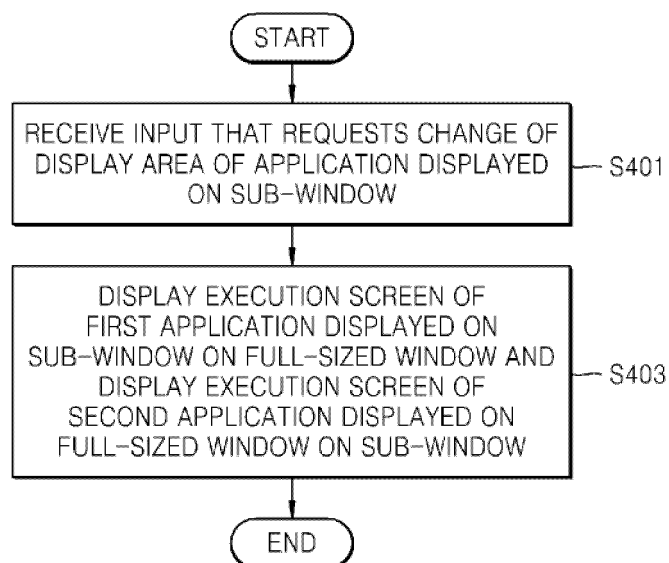 START
RECEIVE INPUT THAT REQUESTS CHANGE OF
DISPLAY AREA OF APPLICATION DISPLAYED
ON SUB-WINDOW
S401
DISPLAY EXECUTION SCREEN OF
FIRST APPLICATION DISPLAYED ON
SUB-WINDOW ON FULL-SIZED WINDOW AND
DISPLAY EXECUTION SCREEN OF
SECOND APPLICATION DISPLAYED ON
FULL-SIZED WINDOW ON SUB-WINDOW
S403
END